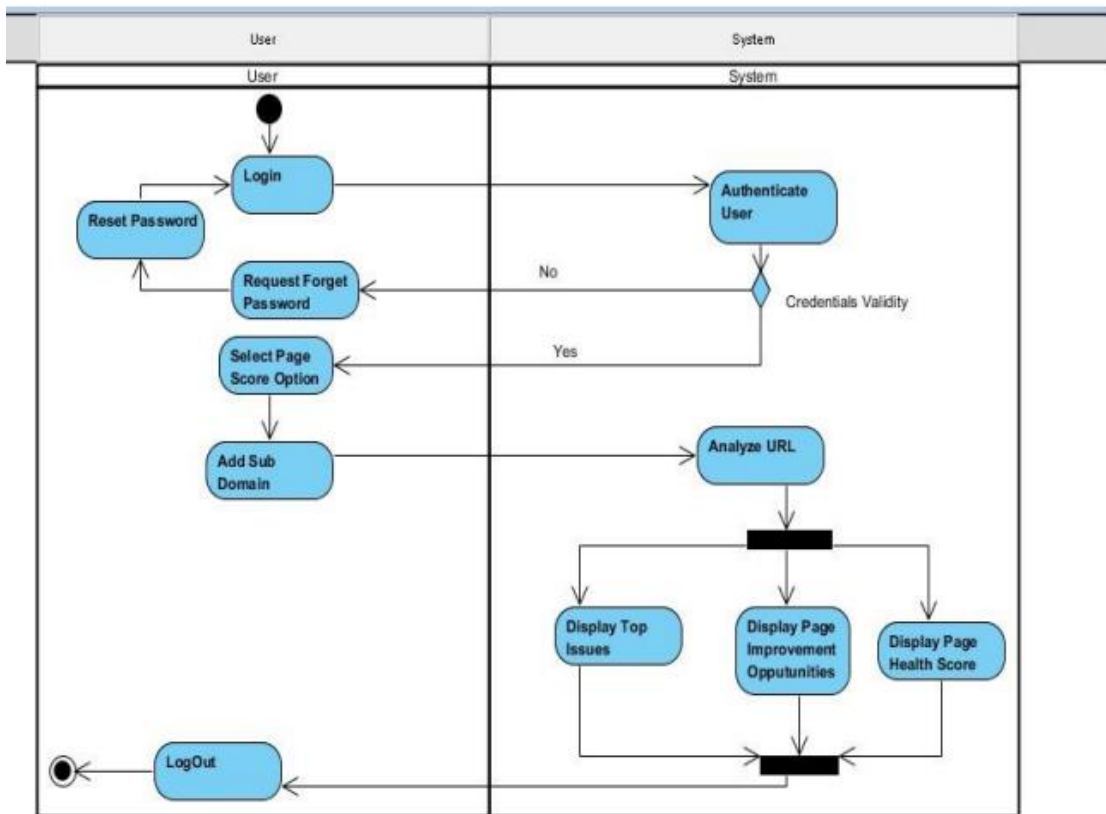 User
System
User
System
Login
Authenticate
User
Reset Password
Request Forget
Password
No
Credentials Validity
Select Page
Score Option
Yes
Add Sub
Domain
Analyze URL
Display Top
Issues
Display Page
Improvement
Opputunities
Display Page
Health Score
LogOut